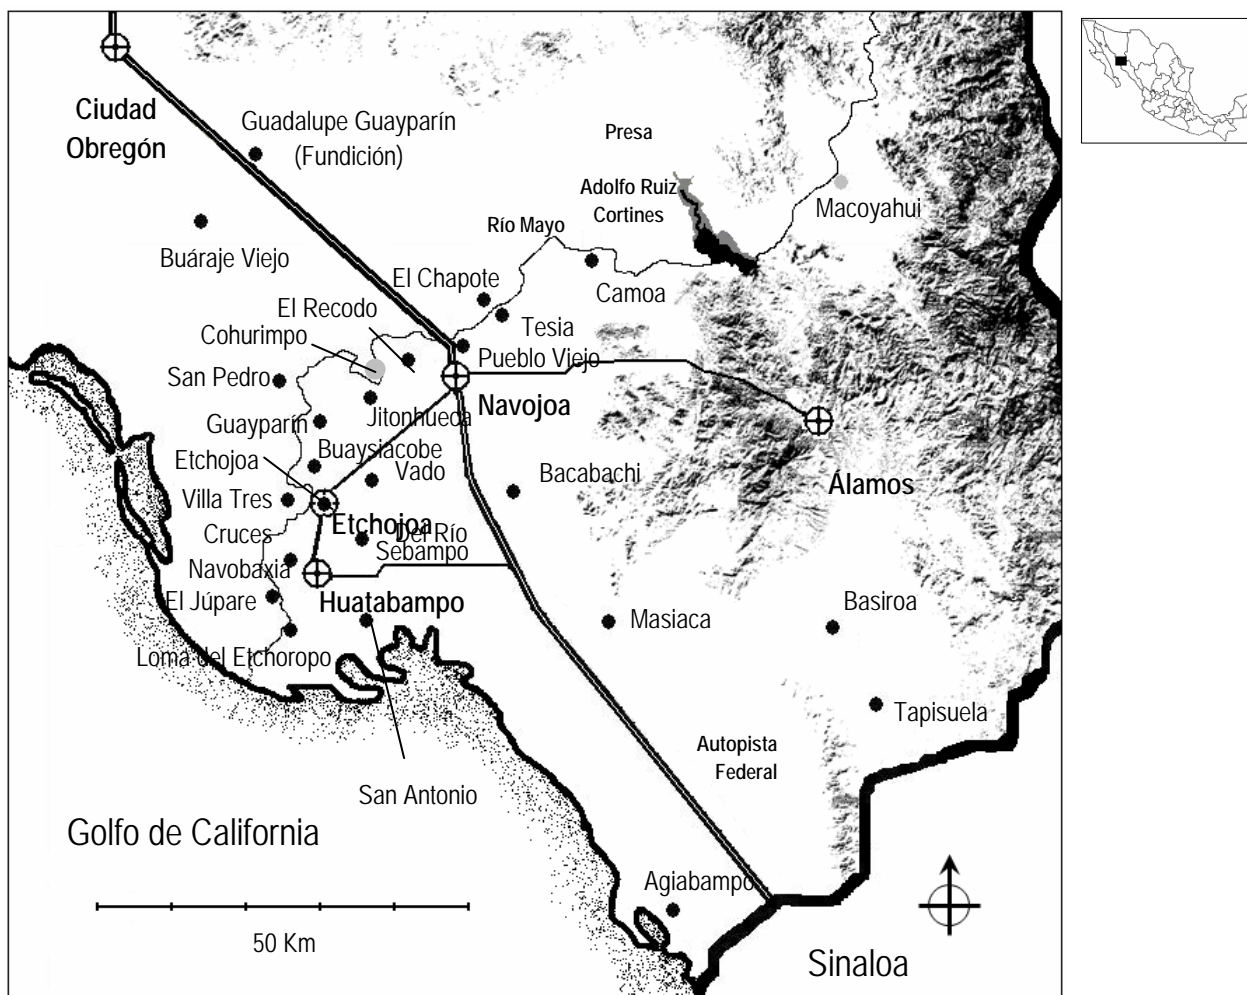 Ciudad
Obregón
Guadalupe Guayparín
(Fundición)
Presa
Adolfo Ruiz
Cortines
Macoyahui
Río Mayo
Buáraje Viejo
El Chapote
Camoa
El Recodo
Tesia
Cohurimpo
Pueblo Viejo
San Pedro
Navojoa
Jitonhueca
Guayparín
Buaysiacobe
Etchojoa
Vado
Bacabachi
Álamos
Villa Tres
Cruces
Etchojoa
Del Río
Sebampo
Navobaxia
El Júpare
Huatabampo
Masiaca
Basiroa
Loma del Etchoropo
Tapisuela
Autopista
Federal
San Antonio
Golfo de California
Agiabampo
50 Km
Sinaloa